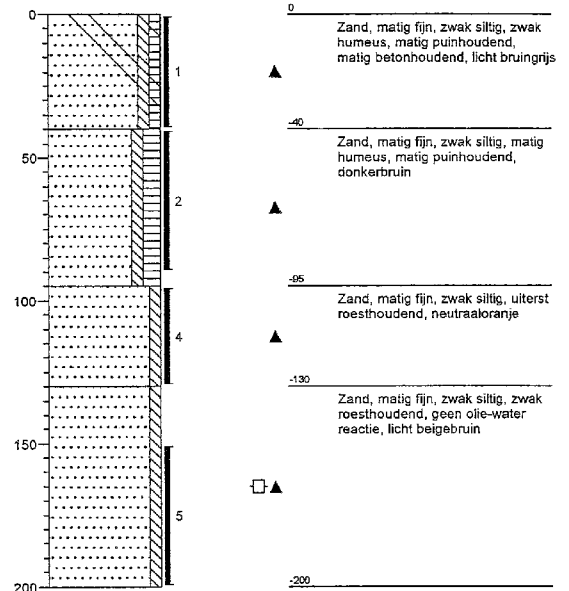 0
0
Zand, matig fijn, zwak siltig, zwak
humeus, matig puinhoudend,
matig betonhoudend, licht bruingrijs
1
-40
Zand, matig fijn, zwak siltig, matig
humeus, matig puinhoudend,
donkerbruin
50
2
-95
Zand, matig fijn, zwak siltig, uiterst
roesthoudend, neutraaloranje
100
4
-130
Zand, matig fijn, zwak siltig, zwak
roesthoudend, geen olie-water
reactie, licht beigebruin
150
5
200
-200